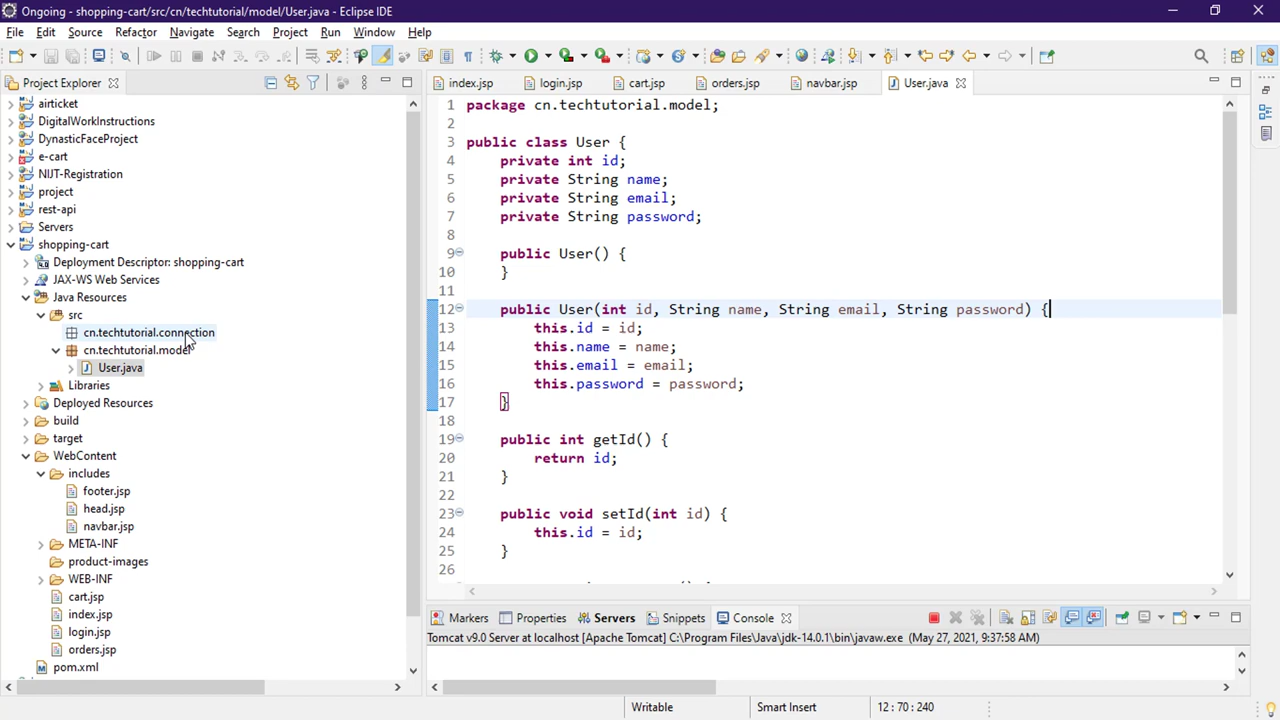 Ongoing - shopping-cart/src/cn/techtutorial/model/User.java - Eclipse IDE
File Edit Source Refactor Navigate Search Project Run Window Help
Project Explorer
airticket
DigitalWorkInstructions
DynasticFaceProject
e-cart
NIJT-Registration
project
rest-api
Servers
shopping-cart
Deployment Descriptor: shopping-cart
JAX-WS Web Services
Java Resources
src
cn.techtutorial.connection
cn.techtutorial.model
User.java
Libraries
Deployed Resources
build
target
WebContent
includes
footer.jsp
head.jsp
navbar.jsp
META-INF
product-images
WEB-INF
cart.jsp
index.jsp
login.jsp
orders.jsp
pom.xml
index.jsp login.jsp cart.jsp orders.jsp navbar.jsp User.java
1 package cn.techtutorial.model;
2
3 public class User {
4 private int id;
5 private String name;
6 private String email;
7 private String password;
8
9 public User() {
10 }
11
12 public User(int id, String name, String email, String password) {
13 this.id = id;
14 this.name = name;
15 this.email = email;
16 this.password = password;
17 }
18
19 public int getId() {
20 return id;
21 }
22
23 public void setId(int id) {
24 this.id = id;
25 }
26
Markers Properties Servers Snippets Console
Tomcat v9.0 Server at localhost [Apache Tomcat] C:\Program Files\Java\jdk-14.0.1\bin\javaw.exe (May 27, 2021, 9:37:58 AM)
Writable Smart Insert 12 : 70 : 240